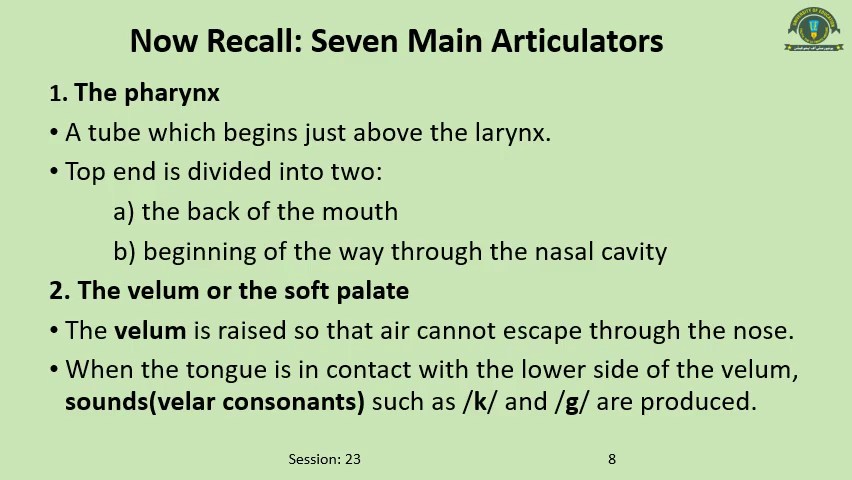 Now Recall: Seven Main Articulators
UNIVERSITY OF EDUCATION
1. The pharynx
• A tube which begins just above the larynx.
• Top end is divided into two:
a) the back of the mouth
b) beginning of the way through the nasal cavity
2. The velum or the soft palate
• The velum is raised so that air cannot escape through the nose.
• When the tongue is in contact with the lower side of the velum,
sounds(velar consonants) such as /k/ and /g/ are produced.
Session: 23
8